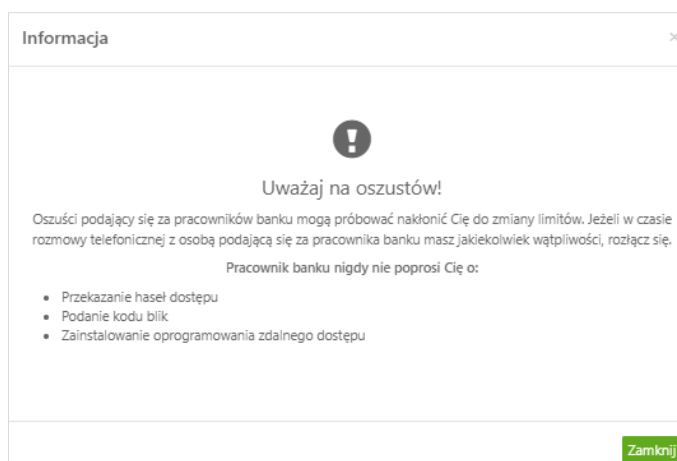 Informacja
Uważaj na oszustów!
Oszuści podający się za pracowników banku mogą próbować nakłonić Cię do zmiany limitów. Jeżeli w czasie
rozmowy telefonicznej z osobą podającą się za pracownika banku masz jakiekolwiek wątpliwości, rozłącz się.
Pracownik banku nigdy nie poprosi Cię o:
• Przekazanie haseł dostępu
• Podanie kodu blik
• Zainstalowanie oprogramowania zdalnego dostępu
Zamknij